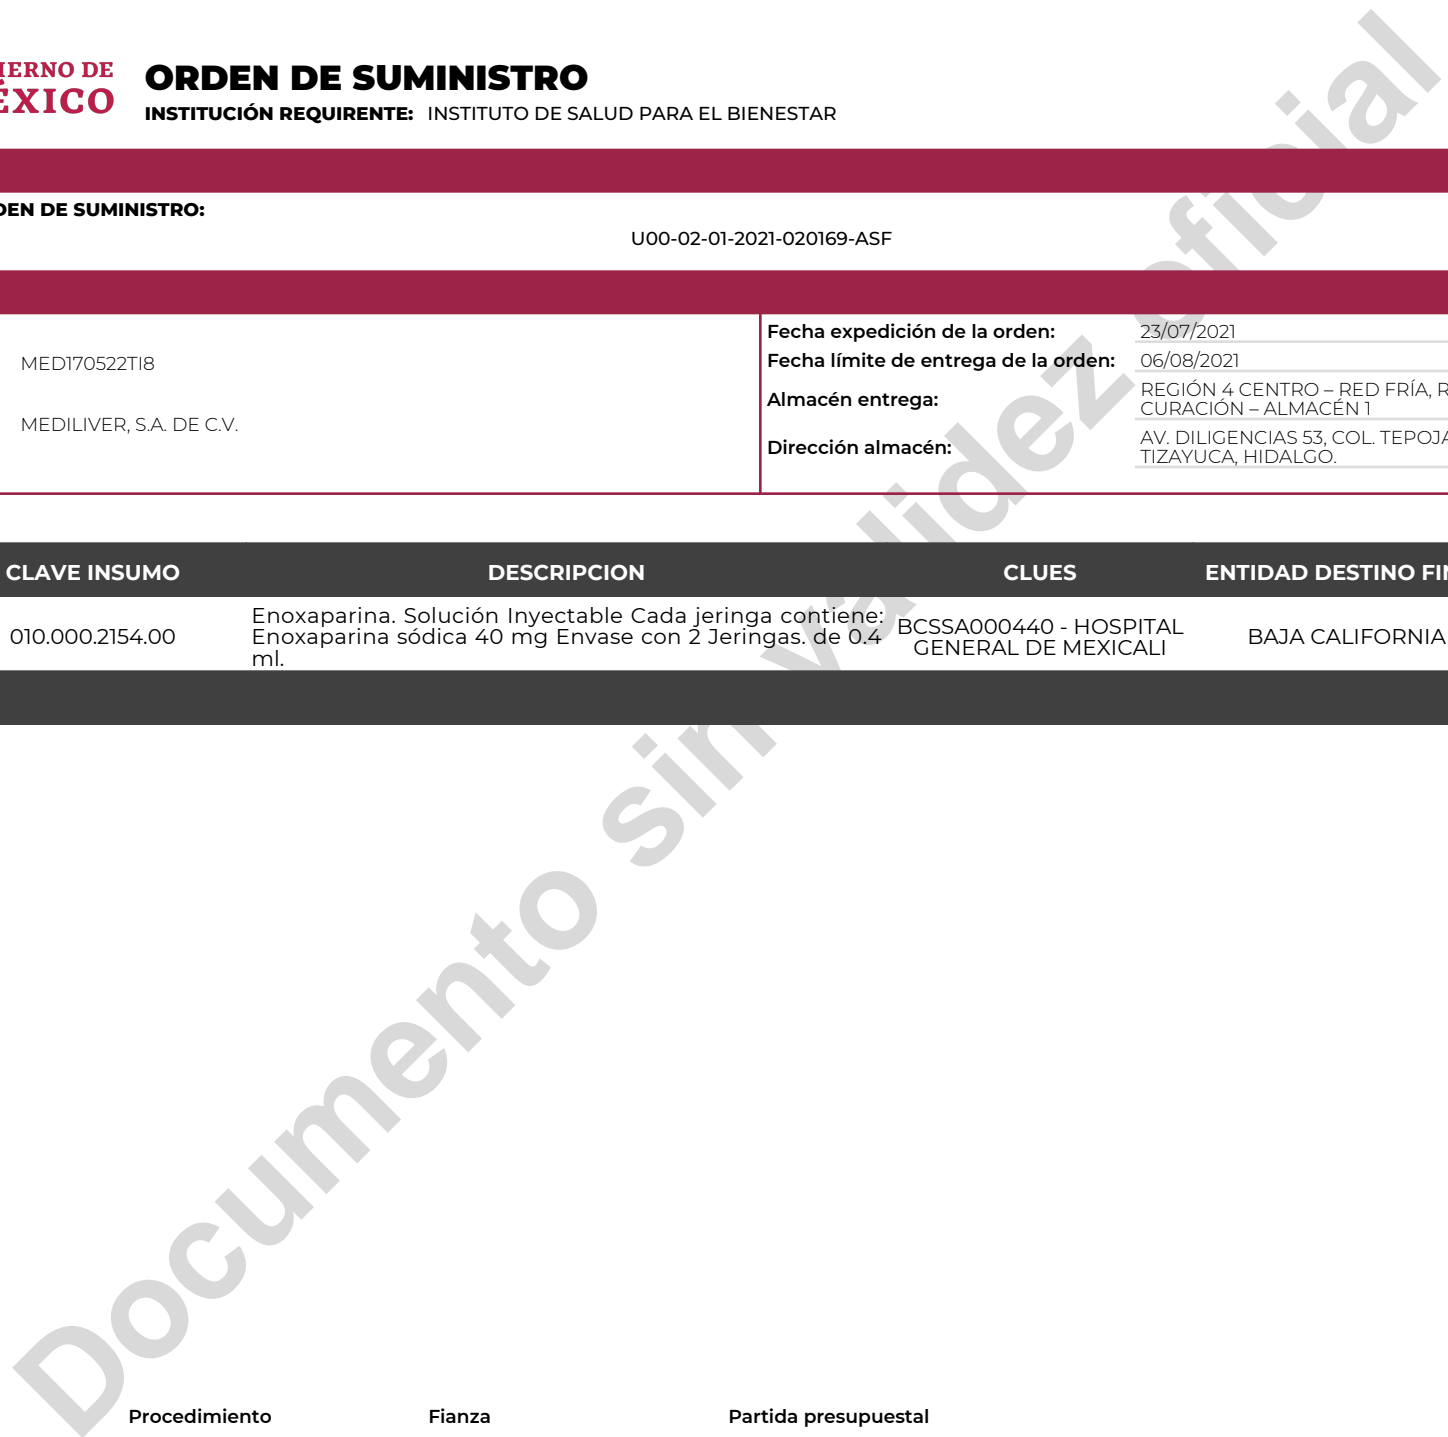 IERNO DE
ÉXICO
ORDEN DE SUMINISTRO
INSTITUCIÓN REQUIRENTE: INSTITUTO DE SALUD PARA EL BIENESTAR
DEN DE SUMINISTRO:
U00-02-01-2021-020169-ASF
MED170522TI8
MEDILIVER, S.A. DE C.V.
Fecha expedición de la orden: 23/07/2021
Fecha límite de entrega de la orden: 06/08/2021
Almacén entrega: REGIÓN 4 CENTRO – RED FRÍA, R
CURACIÓN – ALMACÉN 1
Dirección almacén: AV. DILIGENCIAS 53, COL. TEPOJA
TIZAYUCA, HIDALGO.
CLAVE INSUMO DESCRIPCION CLUES ENTIDAD DESTINO FIN
010.000.2154.00
Enoxaparina. Solución Inyectable Cada jeringa contiene:
Enoxaparina sódica 40 mg Envase con 2 Jeringas. de 0.4
ml.
BCSSA000440 - HOSPITAL
GENERAL DE MEXICALI
BAJA CALIFORNIA
Documento sin validez oficial
Procedimiento Fianza Partida presupuestal